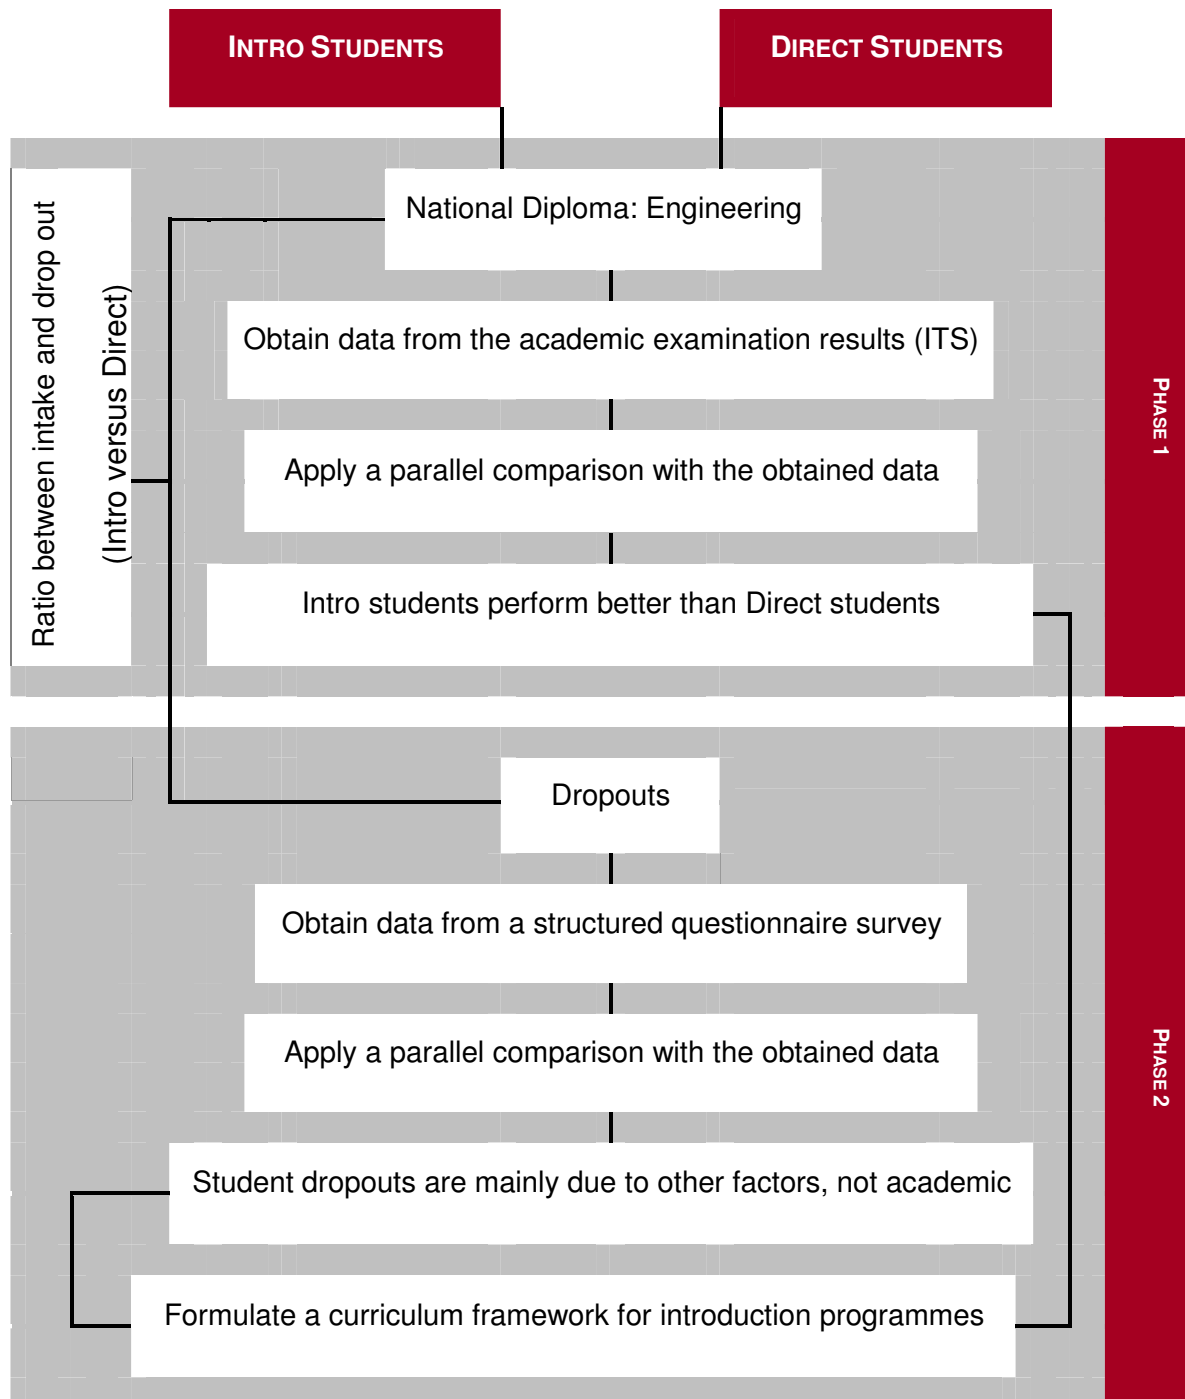 INTRO STUDENTS
DIRECT STUDENTS
National Diploma: Engineering
Ratio between intake and drop out
(Intro versus Direct)
Obtain data from the academic examination results (ITS)
Apply a parallel comparison with the obtained data
Intro students perform better than Direct students
PHASE 1
Dropouts
Obtain data from a structured questionnaire survey
Apply a parallel comparison with the obtained data
Student dropouts are mainly due to other factors, not academic
Formulate a curriculum framework for introduction programmes
PHASE 2